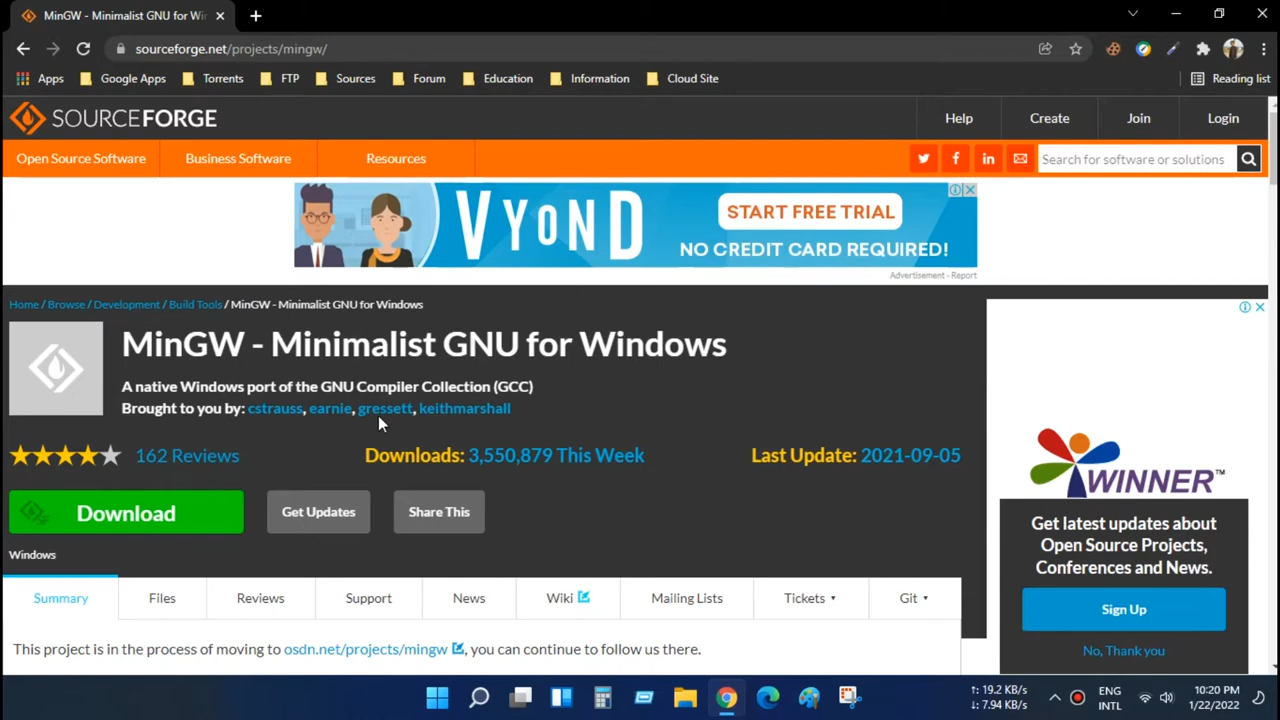 MinGW - Minimalist GNU for Wir
sourceforge.net/projects/mingw/
Apps Google Apps Torrents FTP Sources Forum Education Information Cloud Site Reading list
SOURCEFORGE Help Create Join Login
Open Source Software Business Software Resources Search for software or solutions
VYOND
START FREE TRIAL
NO CREDIT CARD REQUIRED!
Advertisement - Report
Home / Browse / Development / Build Tools / MinGW - Minimalist GNU for Windows
MinGW - Minimalist GNU for Windows
A native Windows port of the GNU Compiler Collection (GCC)
Brought to you by: cstrauss, earnie, gressett, keithmarshall
162 Reviews Downloads: 3,550,879 This Week Last Update: 2021-09-05
Download Get Updates Share This
Windows
Summary Files Reviews Support News Wiki Mailing Lists Tickets Git
This project is in the process of moving to osdn.net/projects/mingw, you can continue to follow us there.
WINNER™
Get latest updates about
Open Source Projects,
Conferences and News.
Sign Up
No, Thank you
↑: 19.2 KB/s
↓: 7.94 KB/s
ENG
INTL
10:20 PM
1/22/2022